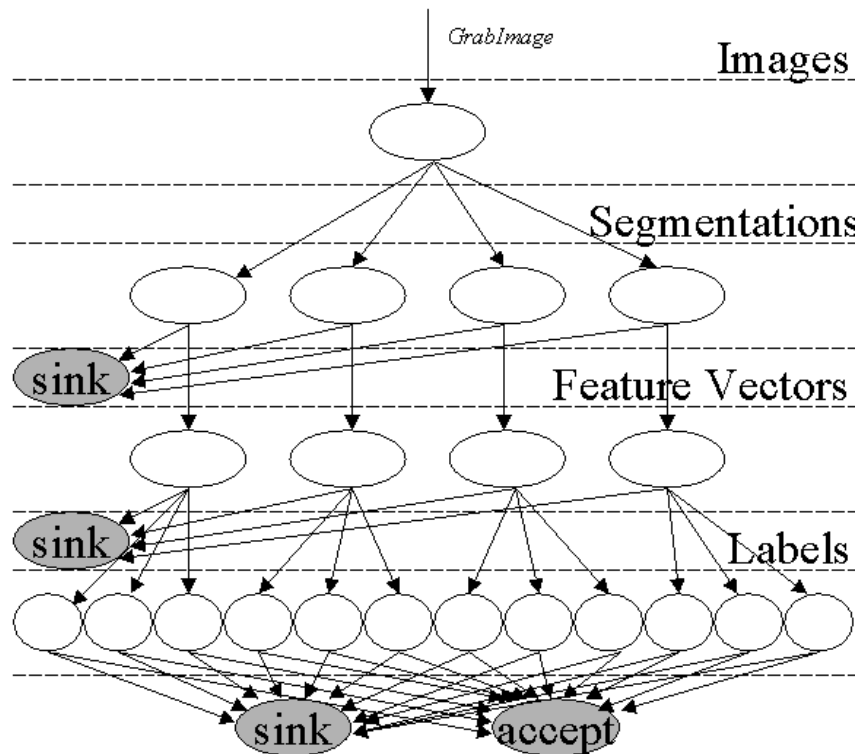 GrabImage
Images
Segmentations
sink
Feature Vectors
sink
Labels
sink
accept